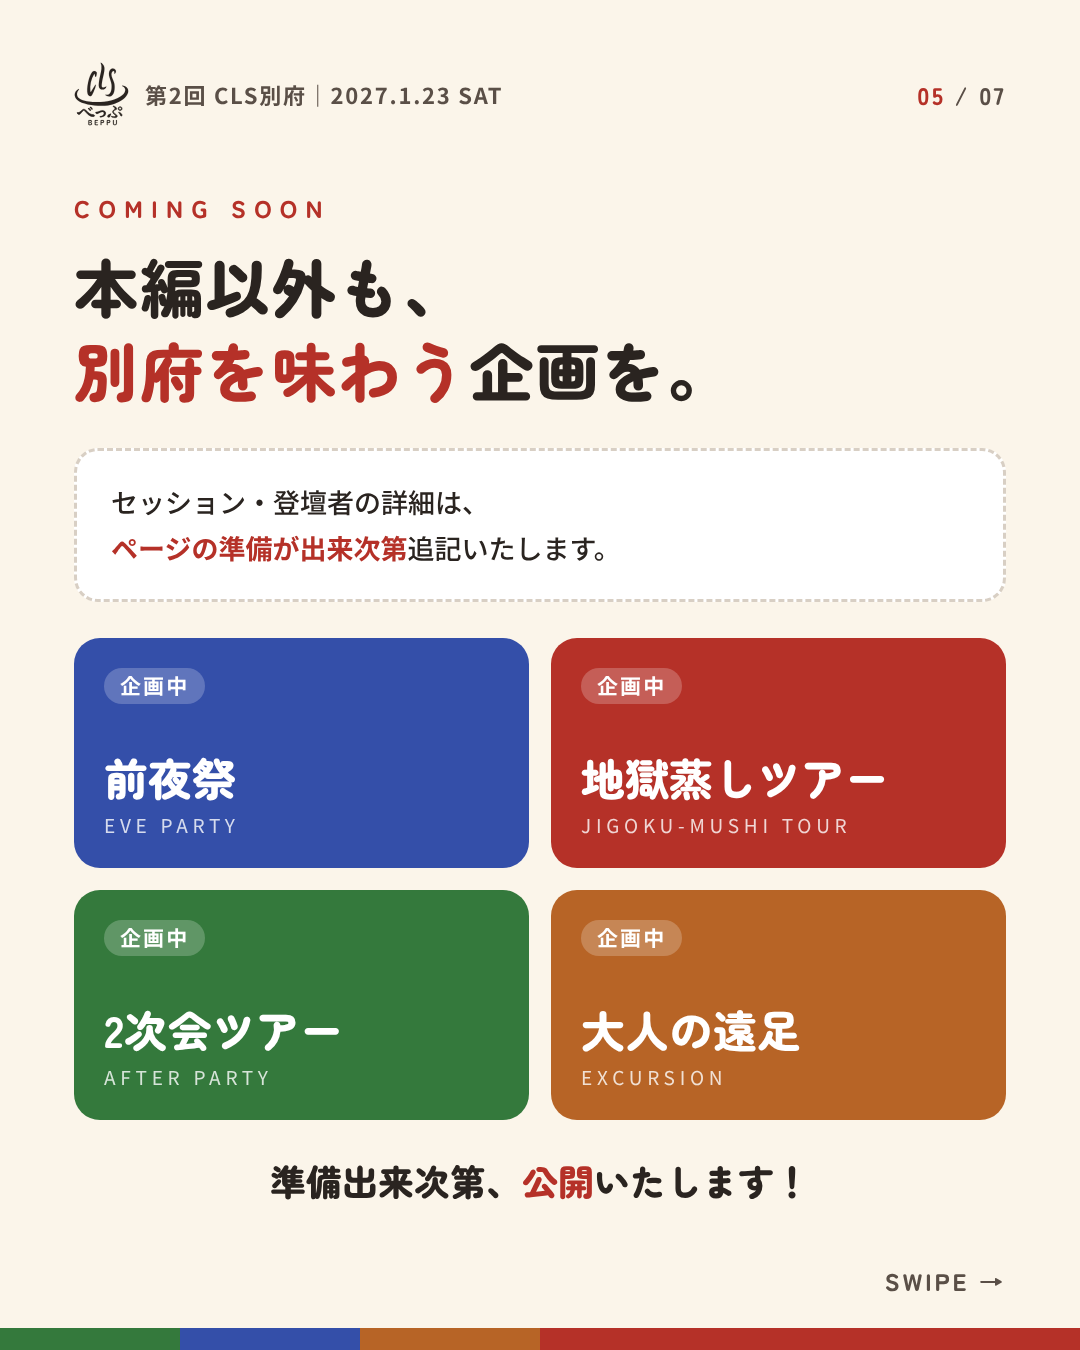 CLS
べっぷ
BEPPU
第2回 CLS別府｜2027.1.23 SAT
05 / 07
COMING SOON
本編以外も、
別府を味わう企画を。
セッション・登壇者の詳細は、
ページの準備が出来次第追記いたします。
企画中
前夜祭
EVE PARTY
企画中
地獄蒸しツアー
JIGOKU-MUSHI TOUR
企画中
2次会ツアー
AFTER PARTY
企画中
大人の遠足
EXCURSION
準備出来次第、公開いたします！
SWIPE →